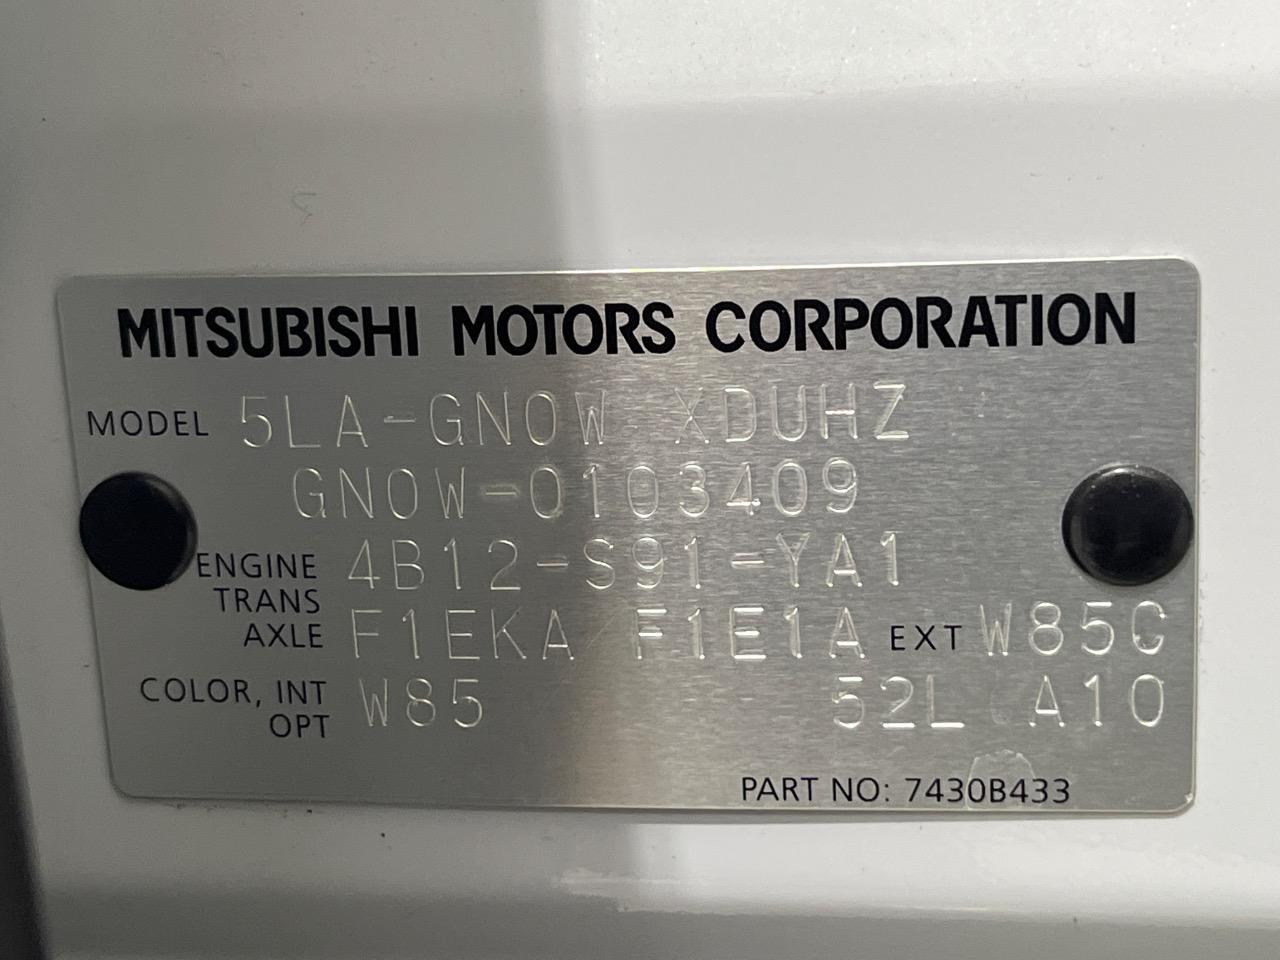 MITSUBISHI MOTORS CORPORATION
MODEL 5LA-GN0W XDUHZ
GN0W-0103409
ENGINE 4B12-S91-YA1
TRANS
AXLE F1EKA/F1E1A EXT W85C
COLOR, INT
OPT W85 52L A10
PART NO: 7430B433